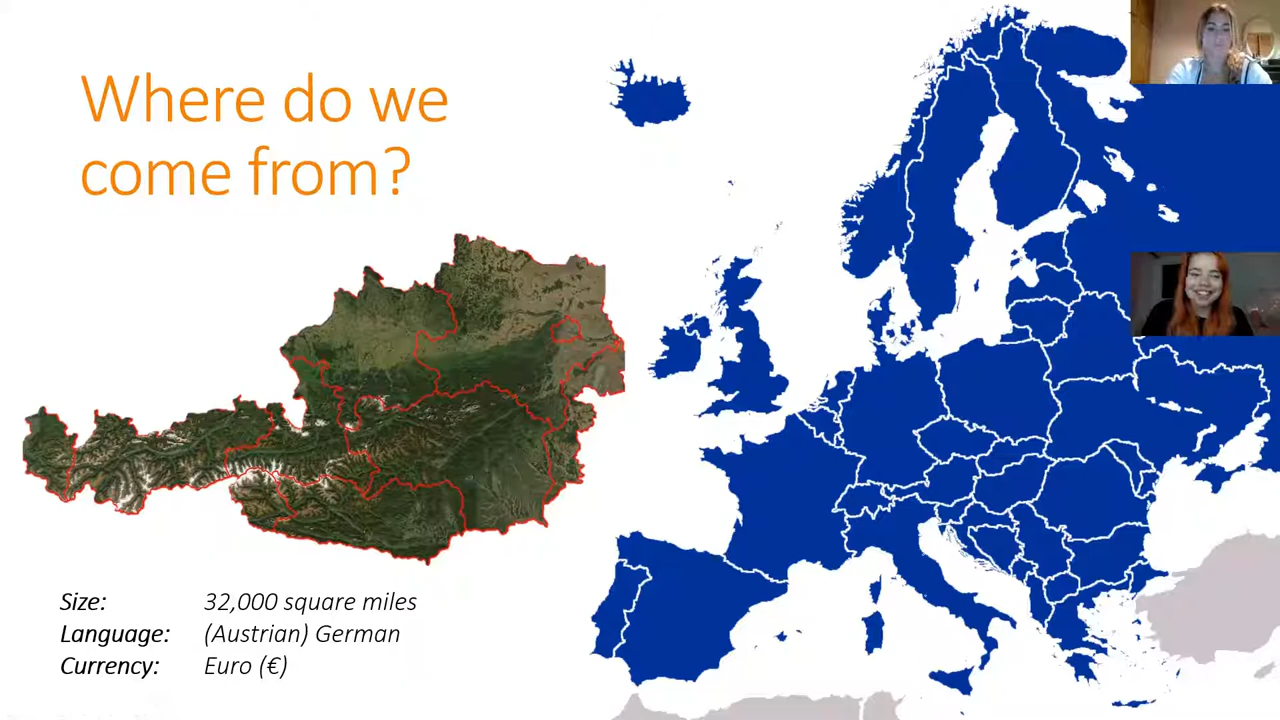 Where do we
come from?
Size: 32,000 square miles
Language: (Austrian) German
Currency: Euro (€)